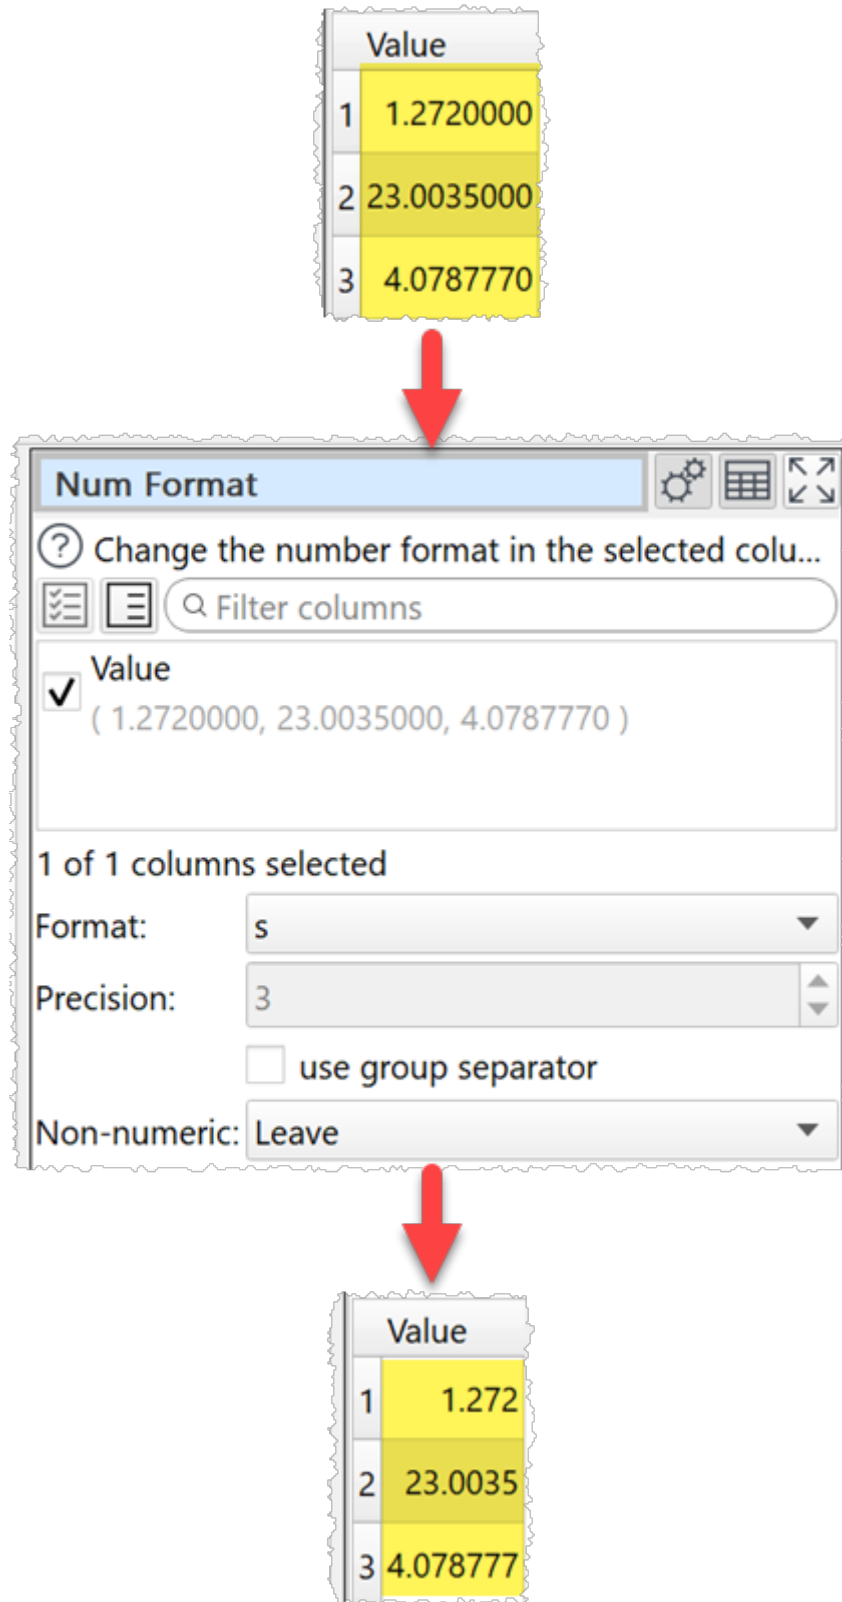 Value
1 1.2720000
2 23.0035000
3 4.0787770
Num Format
? Change the number format in the selected colu...
Filter columns
Value
( 1.2720000, 23.0035000, 4.0787770 )
1 of 1 columns selected
Format: s
Precision: 3
use group separator
Non-numeric: Leave
Value
1 1.272
2 23.0035
3 4.078777